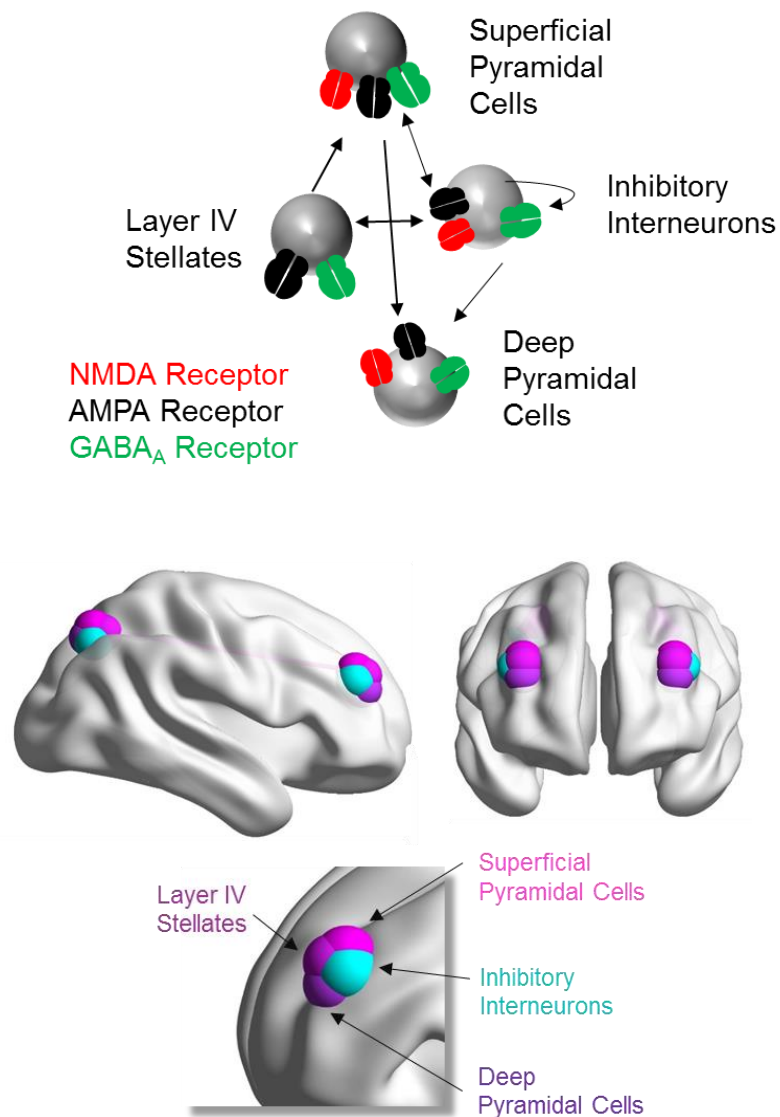 Superficial
Pyramidal
Cells
Inhibitory
Interneurons
Layer IV
Stellates
Deep
Pyramidal
Cells
NMDA Receptor
AMPA Receptor
GABAA Receptor
Superficial
Pyramidal Cells
Layer IV
Stellates
Inhibitory
Interneurons
Deep
Pyramidal Cells